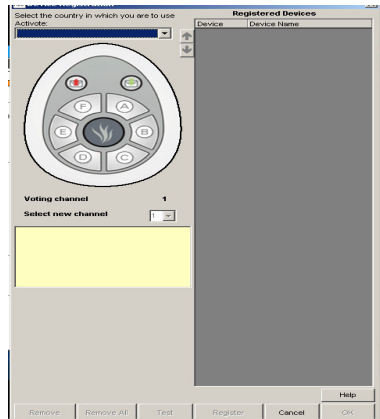 Select the country in which you are to use
Activote:
Registered Devices
Device Device Name
F A
E B
D C
Voting channel 1
Select new channel 1
Help
Remove Remove All Test Register Cancel OK